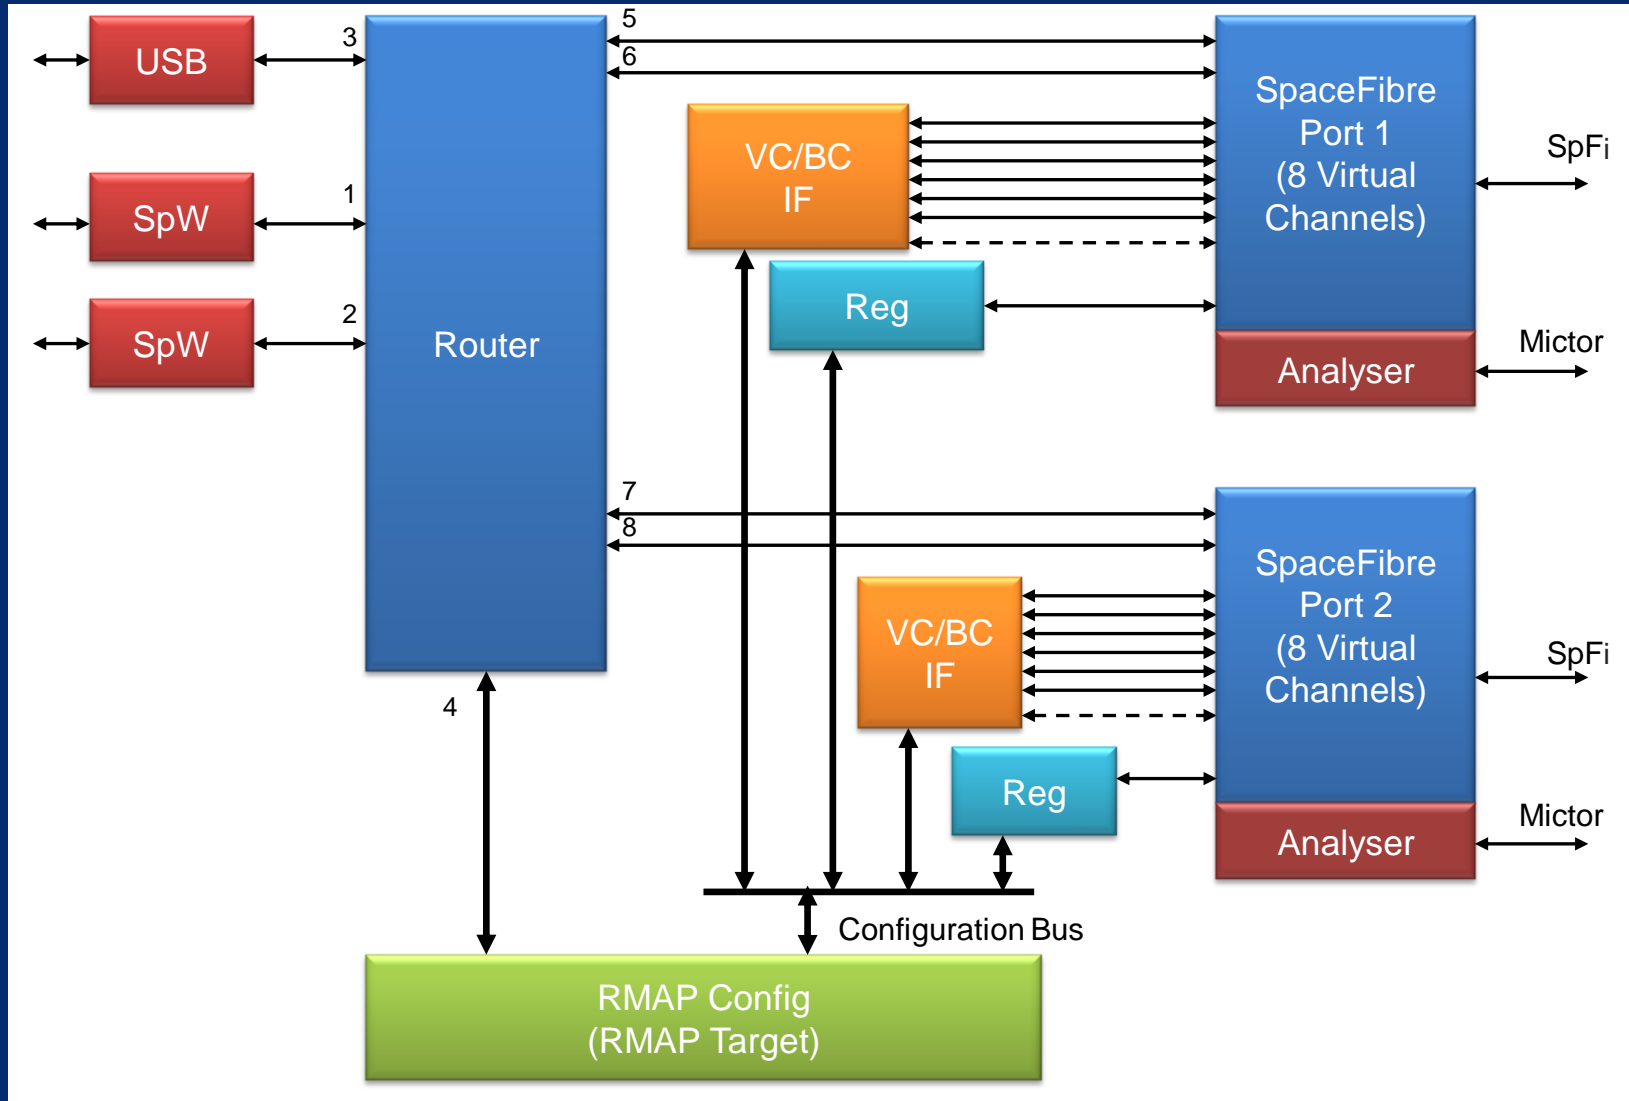 USB
3
SpW
1
SpW
2
Router
5
6
VC/BC
IF
Reg
SpaceFibre
Port 1
(8 Virtual
Channels)
SpFi
Analyser
Mictor
7
8
VC/BC
IF
Reg
SpaceFibre
Port 2
(8 Virtual
Channels)
SpFi
Analyser
Mictor
4
Configuration Bus
RMAP Config
(RMAP Target)